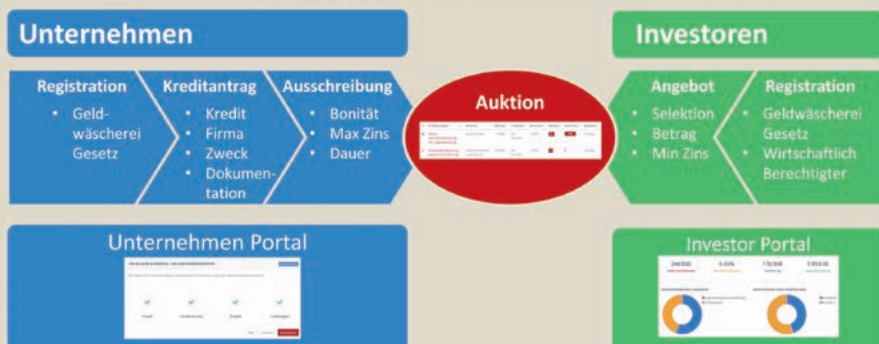 Unternehmen
Registration
• Geld-
wäscherei
Gesetz
Kreditantrag
• Kredit
• Firma
• Zweck
• Dokumen-
tation
Ausschreibung
• Bonität
• Max Zins
• Dauer
Auktion
Investoren
Angebot
• Selektion
• Betrag
• Min Zins
Registration
• Geldwäscherei
Gesetz
• Wirtschaftlich
Berechtigter
Unternehmen Portal
Investor Portal